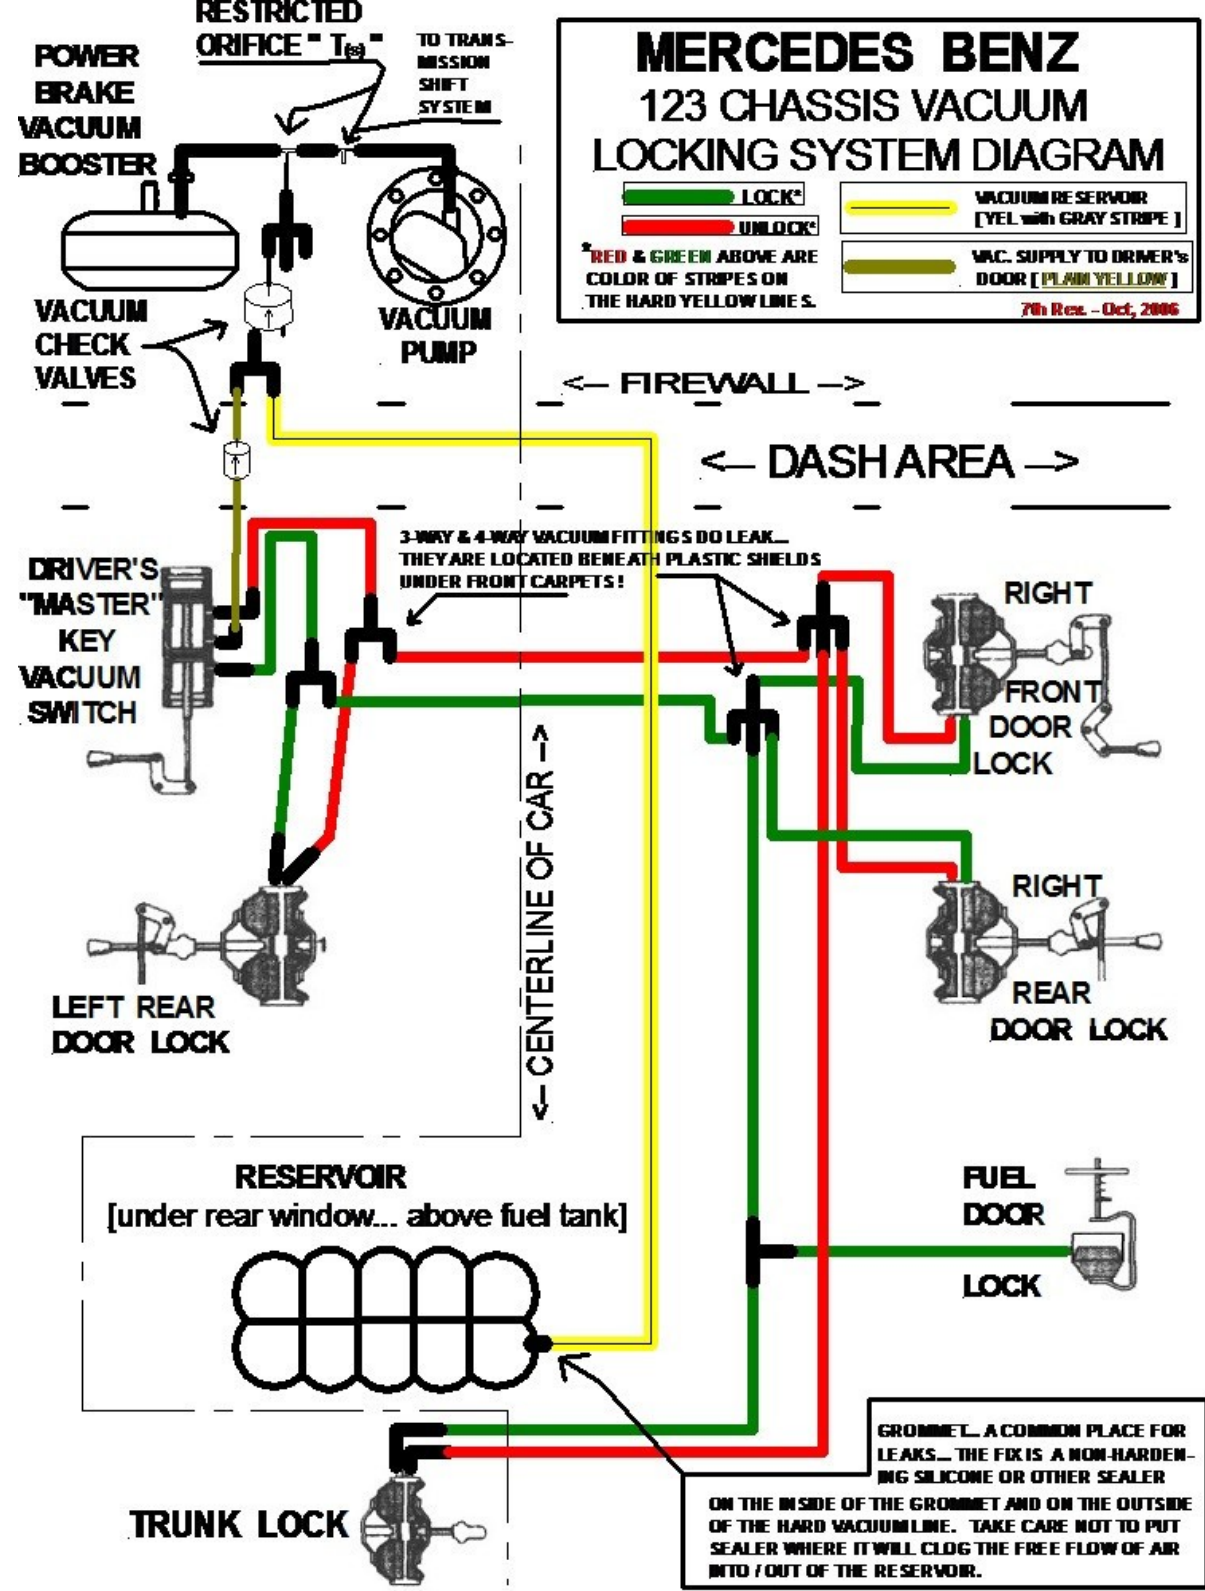 RESTRICTED
ORIFICE " T(s) "
TO TRANS-
MISSION
SHIFT
SYSTEM
POWER
BRAKE
VACUUM
BOOSTER
MERCEDES BENZ
123 CHASSIS VACUUM
LOCKING SYSTEM DIAGRAM
LOCK*
UNLOCK*
*RED & GREEN ABOVE ARE
COLOR OF STRIPES ON
THE HARD YELLOW LINES.
VACUUM RESERVOIR
[ YEL with GRAY STRIPE ]
VAC. SUPPLY TO DRIVER's
DOOR [ PLAIN YELLOW ]
7th Rev. - Oct, 2006
VACUUM
CHECK
VALVES
VACUUM
PUMP
<-- FIREWALL -->
<-- DASH AREA -->
3-WAY & 4-WAY VACUUM FITTINGS DO LEAK...
THEY ARE LOCATED BENEATH PLASTIC SHIELDS
UNDER FRONT CARPETS !
DRIVER'S
"MASTER"
KEY
VACUUM
SWITCH
RIGHT
FRONT
DOOR
LOCK
<-- CENTERLINE OF CAR -->
RIGHT
REAR
DOOR LOCK
LEFT REAR
DOOR LOCK
RESERVOIR
[under rear window... above fuel tank]
FUEL
DOOR
LOCK
GROMMET... A COMMON PLACE FOR
LEAKS... THE FIX IS A NON-HARDEN-
ING SILICONE OR OTHER SEALER
ON THE INSIDE OF THE GROMMET AND ON THE OUTSIDE
OF THE HARD VACUUM LINE. TAKE CARE NOT TO PUT
SEALER WHERE IT WILL CLOG THE FREE FLOW OF AIR
INTO / OUT OF THE RESERVOIR.
TRUNK LOCK